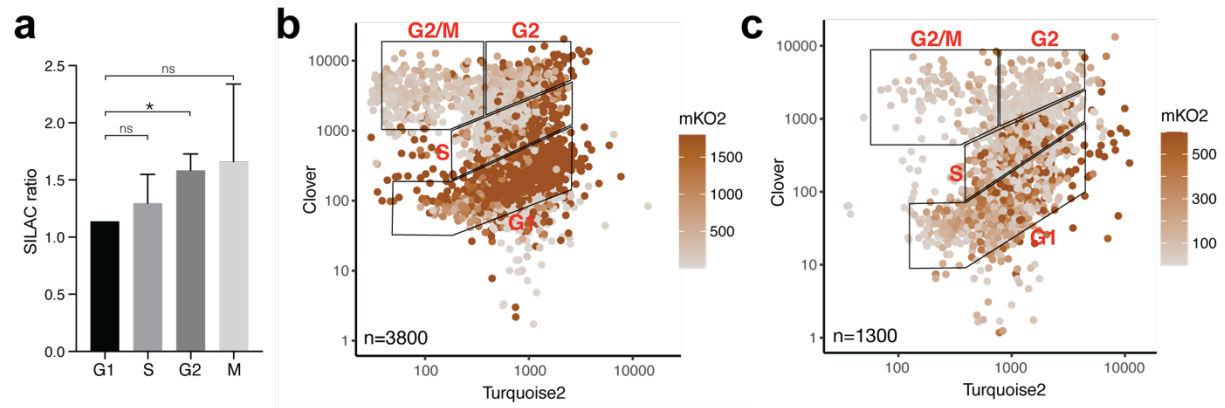 a
SILAC ratio
2.5
2.0
1.5
1.0
0.5
0.0
ns
*
ns
G1 S G2 M
b
G2/M G2
S
G1
Clover
10000
1000
100
10
1
n=3800
100 1000 10000
Turquoise2
mKO2
1500
1000
500
c
G2/M G2
S
G1
Clover
10000
1000
100
10
1
n=1300
100 1000 10000
Turquoise2
mKO2
500
300
100